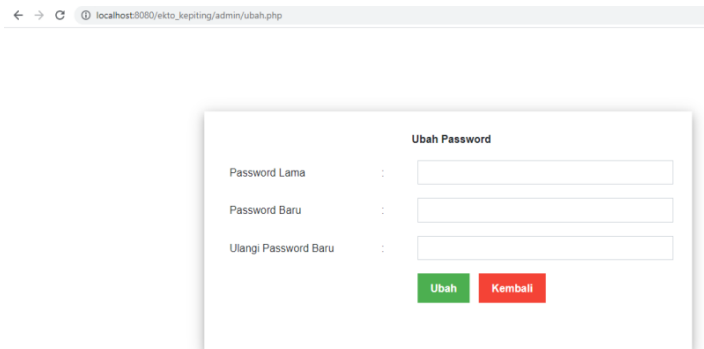 localhost:8080/ekto_kepiting/admin/ubah.php
Ubah Password
Password Lama :
Password Baru :
Ulangi Password Baru :
Ubah Kembali